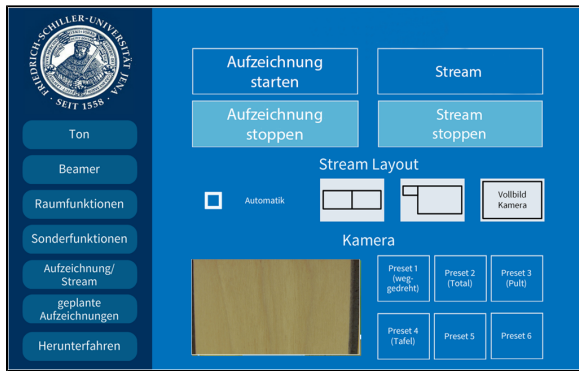 FRIEDRICH-SCHILLER-UNIVERSITÄT JENA
· SEIT 1558 ·
Ton
Beamer
Raumfunktionen
Sonderfunktionen
Aufzeichnung/
Stream
geplante
Aufzeichnungen
Herunterfahren
Aufzeichnung
starten
Stream
Aufzeichnung
stoppen
Stream
stoppen
Stream Layout
Automatik
Vollbild
Kamera
Kamera
Preset 1
(weg-
gedreht)
Preset 2
(Total)
Preset 3
(Pult)
Preset 4
(Tafel)
Preset 5
Preset 6